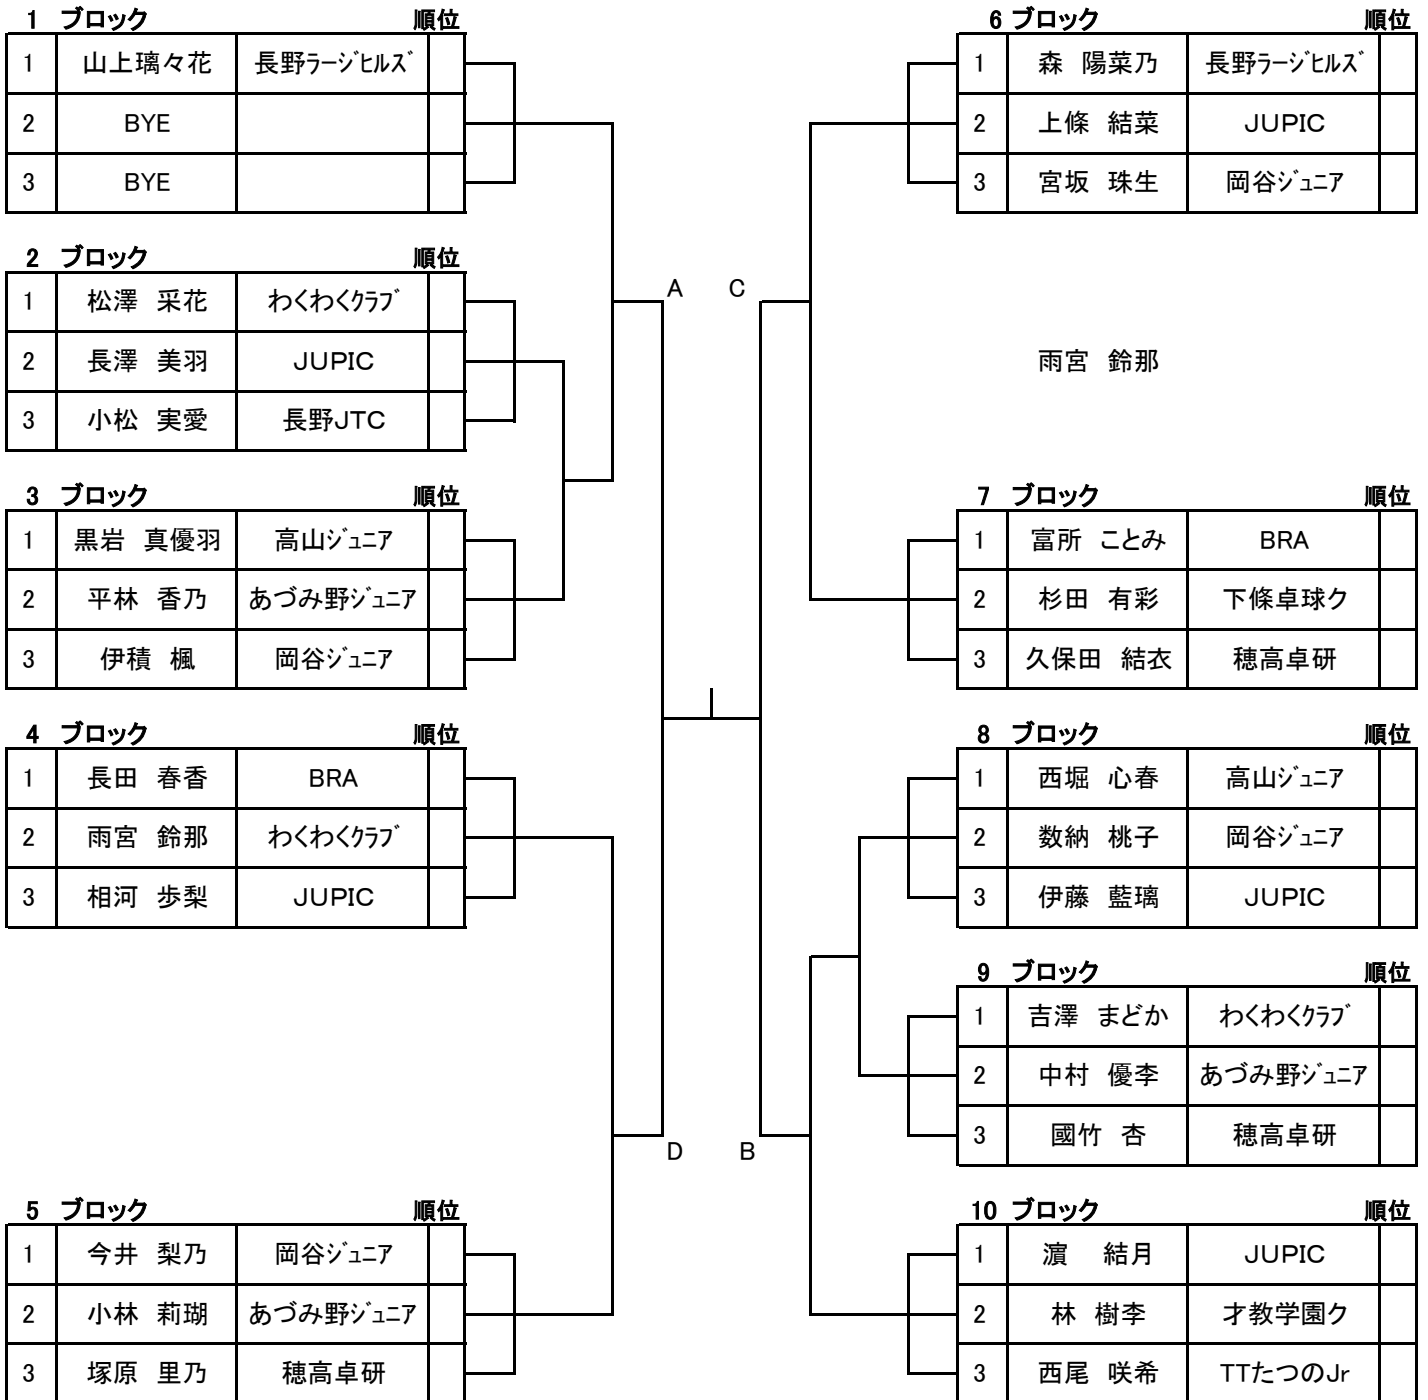 1 ブロック 順位
1 山上璃々花 長野ラージヒルズ
2 BYE
3 BYE
2 ブロック 順位
1 松澤 采花 わくわくクラブ
2 長澤 美羽 JUPIC
3 小松 実愛 長野JTC
3 ブロック 順位
1 黒岩 真優羽 高山ジュニア
2 平林 香乃 あづみ野ジュニア
3 伊積 楓 岡谷ジュニア
4 ブロック 順位
1 長田 春香 BRA
2 雨宮 鈴那 わくわくクラブ
3 相河 歩梨 JUPIC
5 ブロック 順位
1 今井 梨乃 岡谷ジュニア
2 小林 莉瑚 あづみ野ジュニア
3 塚原 里乃 穂高卓研
A C
D B
6 ブロック 順位
1 森 陽菜乃 長野ラージヒルズ
2 上條 結菜 JUPIC
3 宮坂 珠生 岡谷ジュニア
雨宮 鈴那
7 ブロック 順位
1 富所 ことみ BRA
2 杉田 有彩 下條卓球ク
3 久保田 結衣 穂高卓研
8 ブロック 順位
1 西堀 心春 高山ジュニア
2 数納 桃子 岡谷ジュニア
3 伊藤 藍璃 JUPIC
9 ブロック 順位
1 吉澤 まどか わくわくクラブ
2 中村 優李 あづみ野ジュニア
3 國竹 杏 穂高卓研
10 ブロック 順位
1 濵 結月 JUPIC
2 林 樹李 才教学園ク
3 西尾 咲希 TTたつのJr